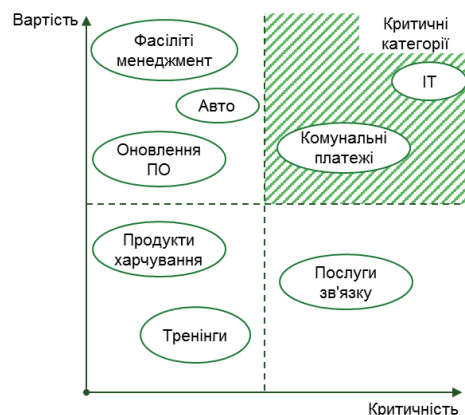 Вартість
Критичні
категорії
Фасіліті
менеджмент
ІТ
Авто
Комунальні
платежі
Оновлення
ПО
Продукти
харчування
Послуги
зв'язку
Тренінги
Критичність